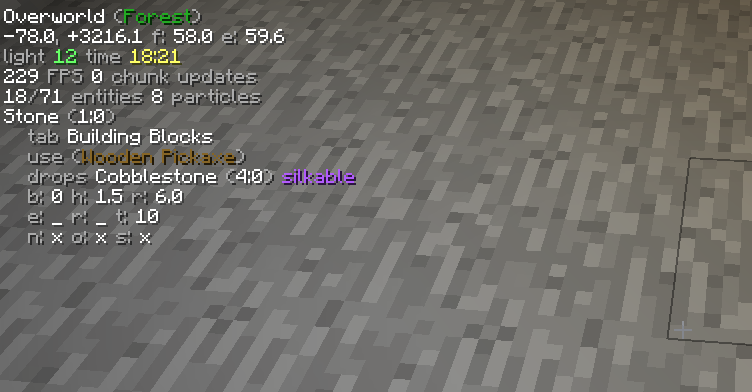 Overworld (Forest)
-78.0, +3216.1 f: 58.0 e: 59.6
light 12 time 18:21
229 FPS 0 chunk updates
18/71 entities 8 particles
Stone (1:0)
tab Building Blocks
use (Wooden Pickaxe)
drops Cobblestone (4:0) silkable
b: 0 h: 1.5 r: 6.0
e: _ r: _ t: 10
n: x o: x s: x